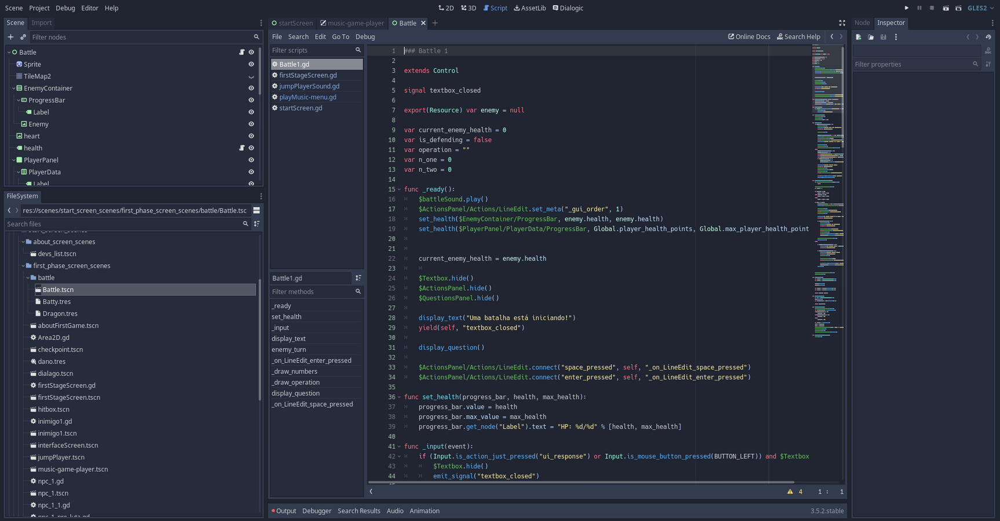 Scene Project Debug Editor Help
2D 3D Script AssetLib Dialogic
GLES2
Scene Import
Filter nodes
Battle
Sprite
TileMap2
EnemyContainer
ProgressBar
Label
Enemy
heart
health
PlayerPanel
PlayerData
Label
FileSystem
res://scenes/start_screen_scenes/first_phase_screen_scenes/battle/Battle.tsc
Search files
start_screen_scenes
about_screen_scenes
devs_list.tscn
first_phase_screen_scenes
battle
Battle.tscn
Batty.tres
Dragon.tres
aboutFirstGame.tscn
Area2D.gd
checkpoint.tscn
dano.tres
dialago.tscn
firstStageScreen.gd
firstStageScreen.tscn
hitbox.tscn
inimigo1.gd
inimigo1.tscn
interfaceScreen.tscn
jumpPlayer.tscn
music-game-player.tscn
npc_1.gd
npc_1.tscn
npc_1_1.gd
npc_1_pre_luta.gd
startScreen music-game-player Battle
File Search Edit Go To Debug
Online Docs Search Help
Filter scripts
Battle1.gd
firstStageScreen.gd
jumpPlayerSound.gd
playMusic-menu.gd
startScreen.gd
Battle1.gd
Filter methods
_ready
set_health
_input
display_text
enemy_turn
_on_LineEdit_enter_pressed
_draw_numbers
_draw_operation
display_question
_on_LineEdit_space_pressed
1 ### Battle 1
2
3 extends Control
4
5 signal textbox_closed
6
7 export(Resource) var enemy = null
8
9 var current_enemy_health = 0
10 var is_defending = false
11 var operation = ""
12 var n_one = 0
13 var n_two = 0
14
15 func _ready():
16 $battleSound.play()
17 $ActionsPanel/Actions/LineEdit.set_meta("_gui_order", 1)
18 set_health($EnemyContainer/ProgressBar, enemy.health, enemy.health)
19 set_health($PlayerPanel/PlayerData/ProgressBar, Global.player_health_points, Global.max_player_health_point
20
21
22 current_enemy_health = enemy.health
23
24 $Textbox.hide()
25 $ActionsPanel.hide()
26 $QuestionsPanel.hide()
27
28 display_text("Uma batalha está iniciando!")
29 yield(self, "textbox_closed")
30
31 display_question()
32
33 $ActionsPanel/Actions/LineEdit.connect("space_pressed", self, "_on_LineEdit_space_pressed")
34 $ActionsPanel/Actions/LineEdit.connect("enter_pressed", self, "_on_LineEdit_enter_pressed")
35
36 func set_health(progress_bar, health, max_health):
37 progress_bar.value = health
38 progress_bar.max_value = max_health
39 progress_bar.get_node("Label").text = "HP: %d/%d" % [health, max_health]
40
41 func _input(event):
42 if (Input.is_action_just_pressed("ui_response") or Input.is_mouse_button_pressed(BUTTON_LEFT)) and $Textbox
43 $Textbox.hide()
44 emit_signal("textbox_closed")
4 1 : 1
Output Debugger Search Results Audio Animation
3.5.2.stable
Node Inspector
Filter properties